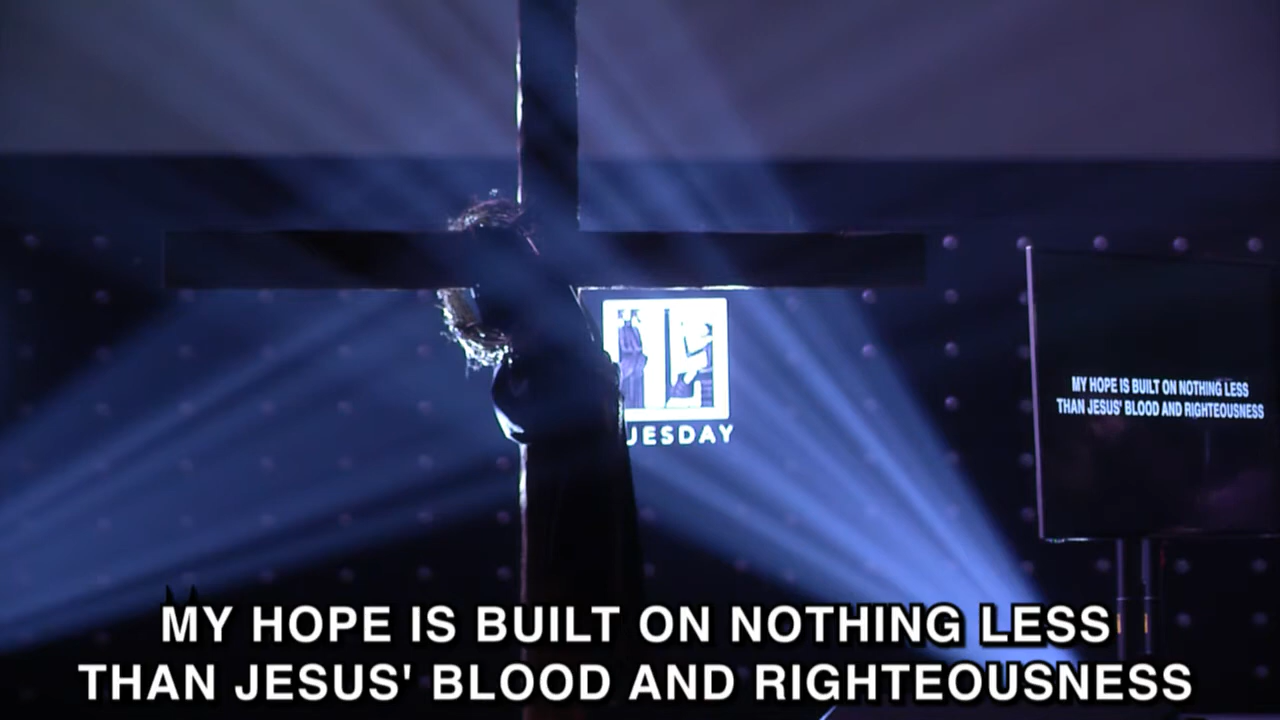 UESDAY
MY HOPE IS BUILT ON NOTHING LESS
THAN JESUS' BLOOD AND RIGHTEOUSNESS
MY HOPE IS BUILT ON NOTHING LESS
THAN JESUS' BLOOD AND RIGHTEOUSNESS